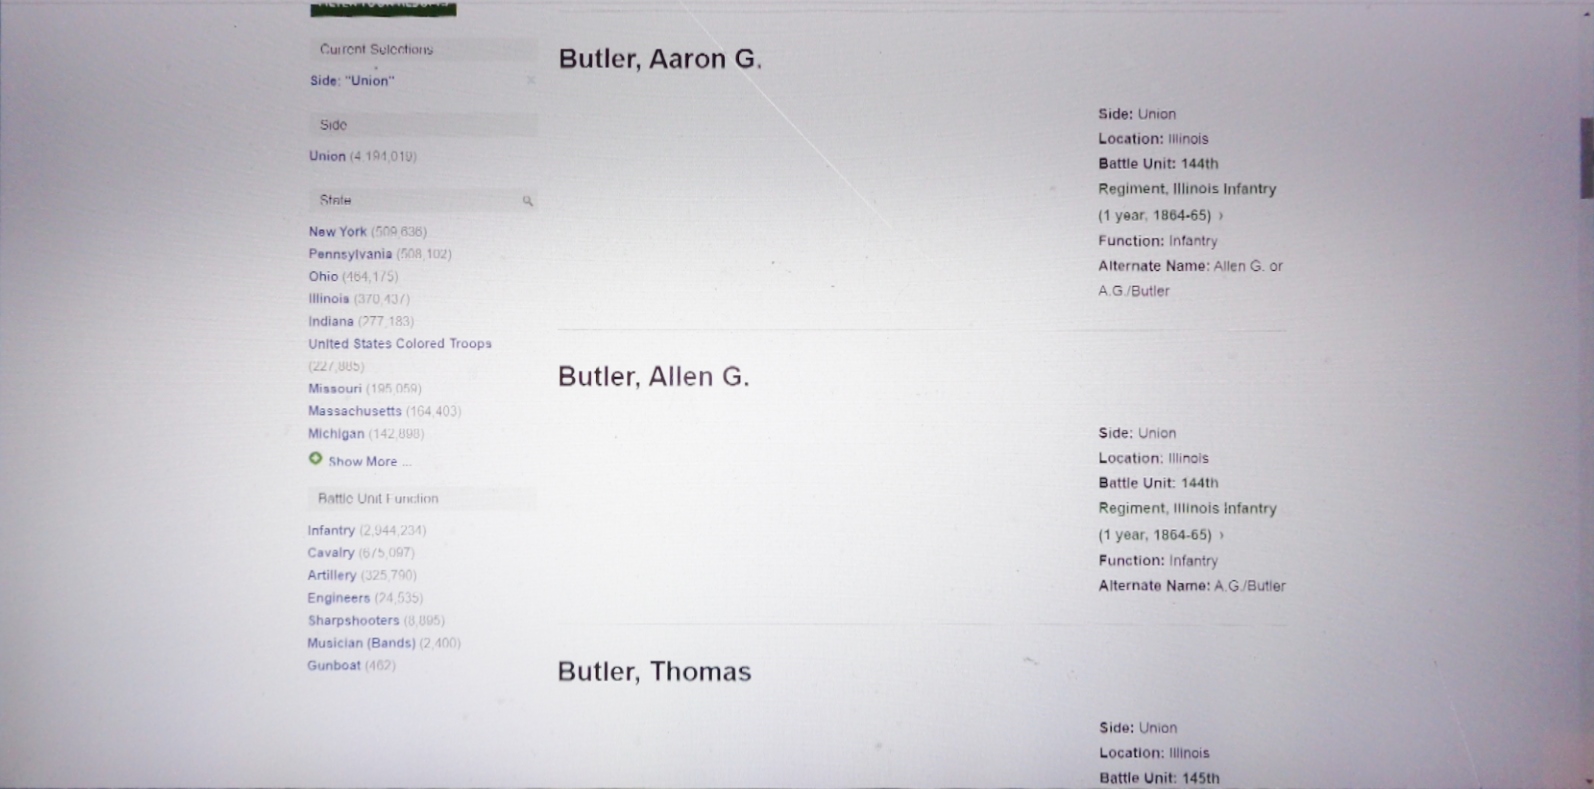 Current Selections
Side: "Union"
Side
Union (4,194,010)
State
New York (509,636)
Pennsylvania (508,102)
Ohio (464,175)
Illinois (370,437)
Indiana (277,183)
United States Colored Troops
(227,885)
Missouri (195,059)
Massachusetts (164,403)
Michigan (142,898)
Show More ...
Battle Unit Function
Infantry (2,944,234)
Cavalry (675,097)
Artillery (325,790)
Engineers (24,535)
Sharpshooters (8,895)
Musician (Bands) (2,400)
Gunboat (462)
Butler, Aaron G.
Side: Union
Location: Illinois
Battle Unit: 144th
Regiment, Illinois Infantry
(1 year, 1864-65) ›
Function: Infantry
Alternate Name: Allen G. or
A.G./Butler
Butler, Allen G.
Side: Union
Location: Illinois
Battle Unit: 144th
Regiment, Illinois Infantry
(1 year, 1864-65) ›
Function: Infantry
Alternate Name: A.G./Butler
Butler, Thomas
Side: Union
Location: Illinois
Battle Unit: 145th